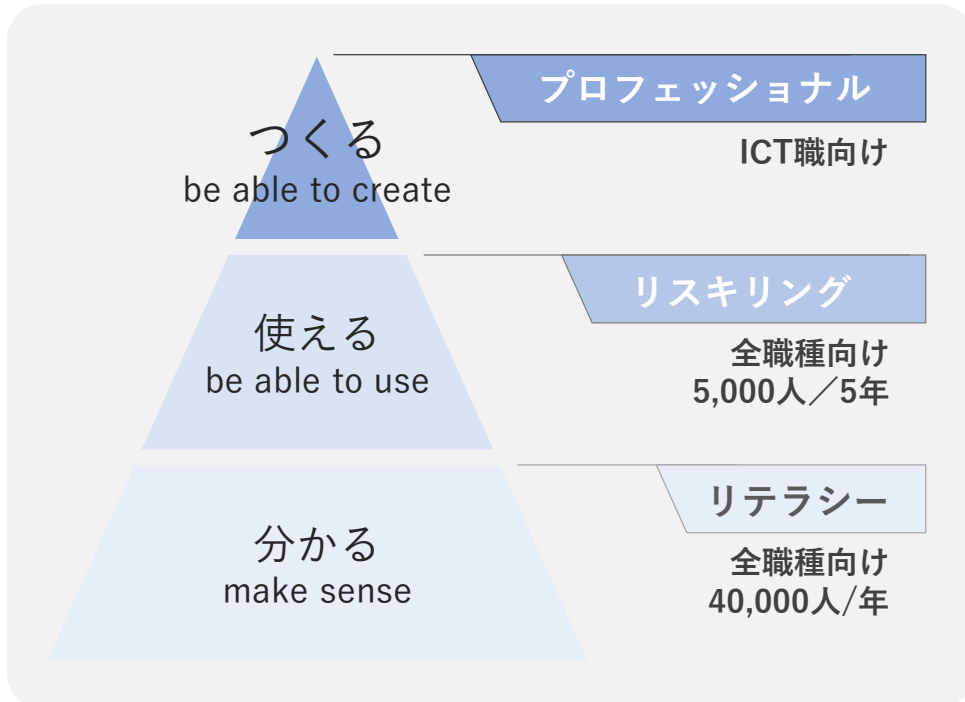 つくる
be able to create
プロフェッショナル
ICT職向け
使える
be able to use
リスキリング
全職種向け
5,000人／5年
分かる
make sense
リテラシー
全職種向け
40,000人/年